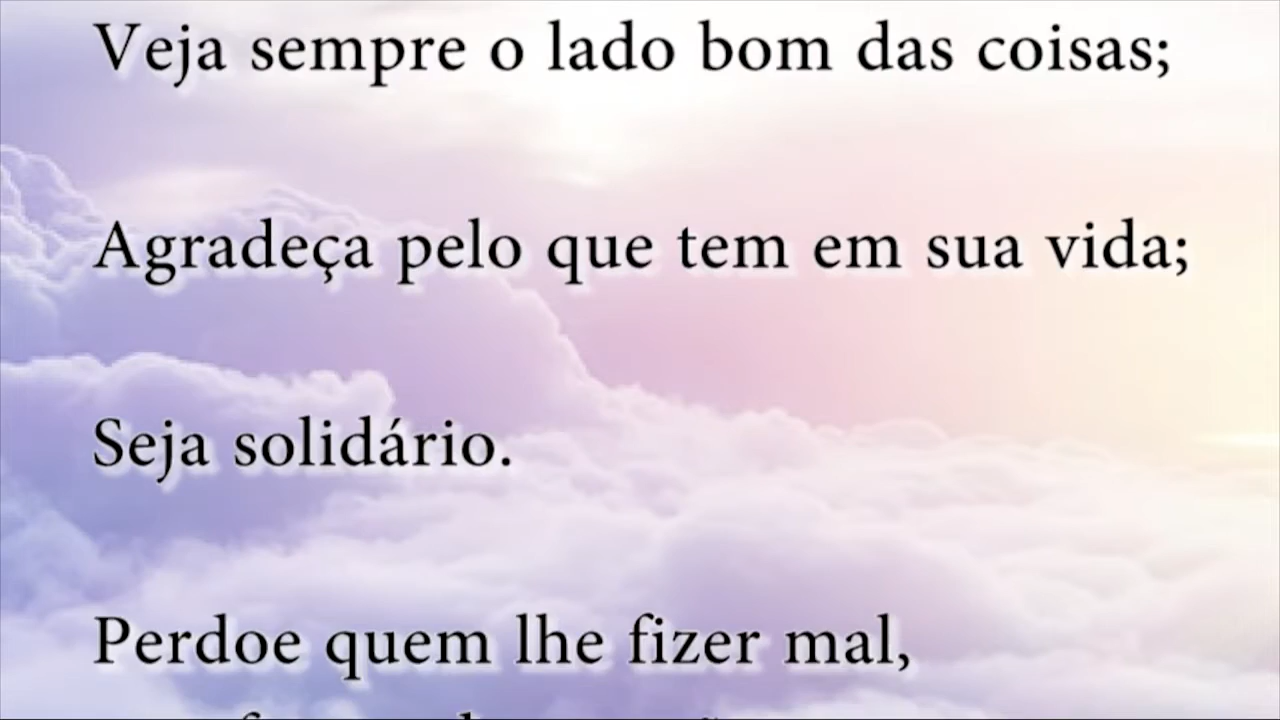 Veja sempre o lado bom das coisas;
Agradeça pelo que tem em sua vida;
Seja solidário.
Perdoe quem lhe fizer mal,